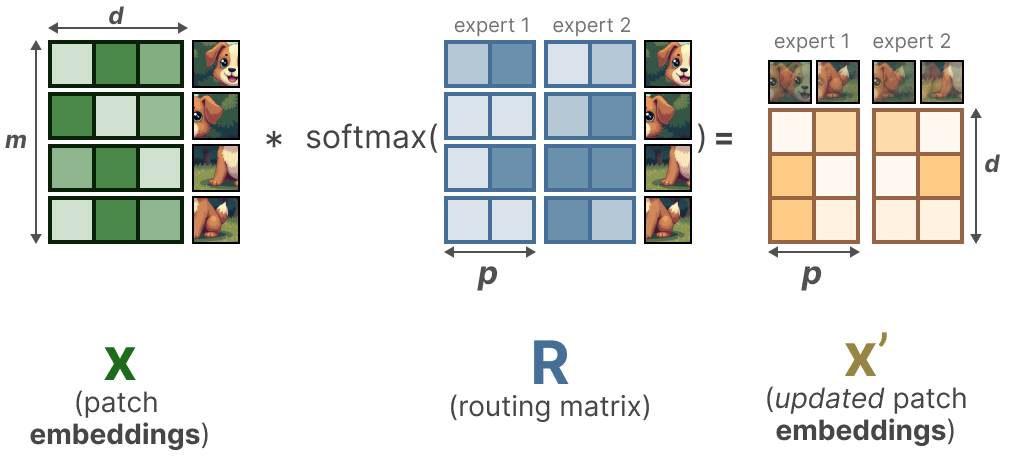 d
expert 1 expert 2
expert 1 expert 2
m
* softmax( ) =
d
p
p
X
(patch
embeddings)
R
(routing matrix)
X’
(updated patch
embeddings)